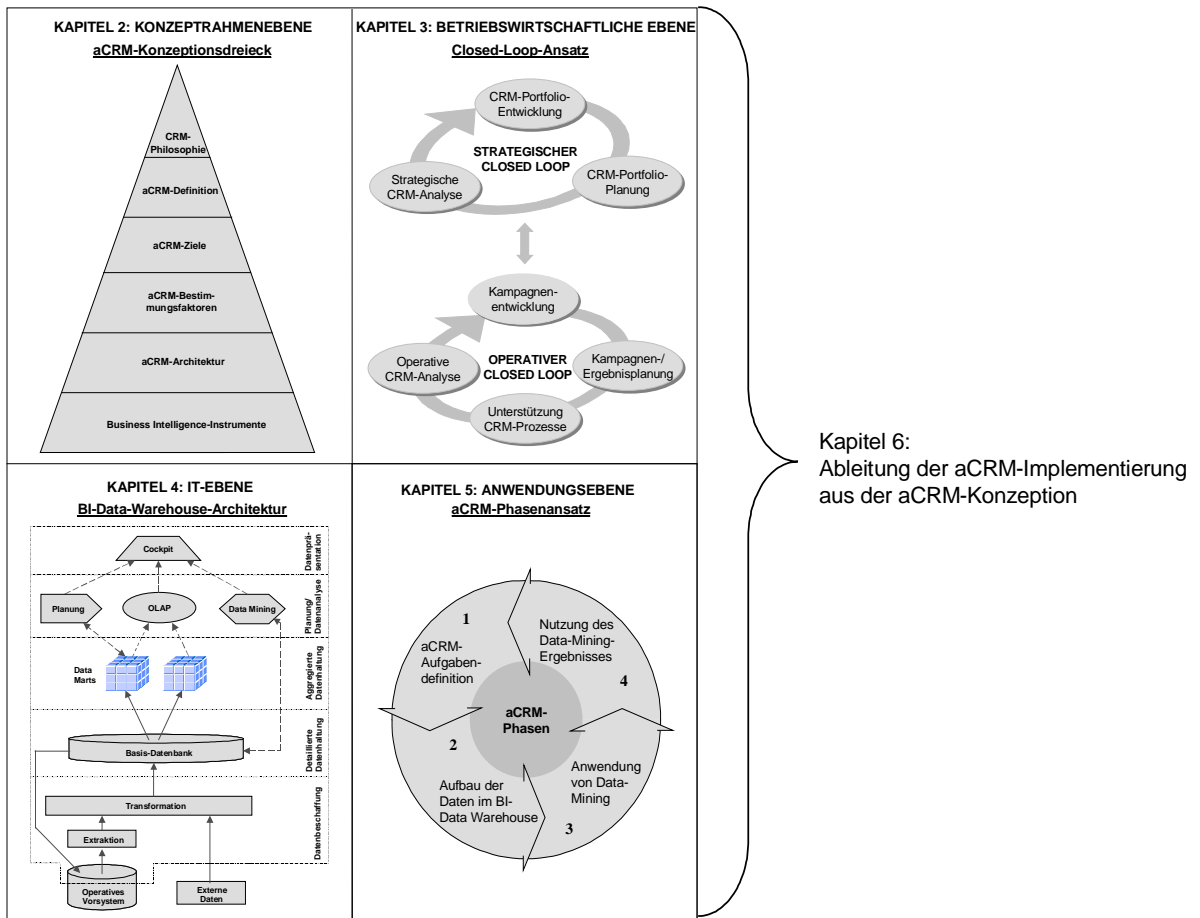 KAPITEL 2: KONZEPTRAHMENEBENE
aCRM-Konzeptionsdreieck
CRM-
Philosophie
aCRM-Definition
aCRM-Ziele
aCRM-Bestim-
mungsfaktoren
aCRM-Architektur
Business Intelligence-Instrumente
KAPITEL 3: BETRIEBSWIRTSCHAFTLICHE EBENE
Closed-Loop-Ansatz
CRM-Portfolio-
Entwicklung
STRATEGISCHER
CLOSED LOOP
Strategische
CRM-Analyse
CRM-Portfolio-
Planung
Kampagnen-
entwicklung
Operative
CRM-Analyse
OPERATIVER
CLOSED LOOP
Kampagnen-/
Ergebnisplanung
Unterstützung
CRM-Prozesse
KAPITEL 4: IT-EBENE
BI-Data-Warehouse-Architektur
Cockpit
Datenprä-
sentation
Planung
OLAP
Data Mining
Planung/
Datenanalyse
Data
Marts
Aggregierte
Datenhaltung
Basis-Datenbank
Detaillierte
Datenhaltung
Transformation
Extraktion
Datenbeschaffung
Operatives
Vorsystem
Externe
Daten
KAPITEL 5: ANWENDUNGSEBENE
aCRM-Phasenansatz
1
aCRM-
Aufgaben-
definition
Nutzung des
Data-Mining-
Ergebnisses
4
aCRM-
Phasen
2
Aufbau der
Daten im BI-
Data Warehouse
Anwendung
von Data-
Mining
3
Kapitel 6:
Ableitung der aCRM-Implementierung
aus der aCRM-Konzeption